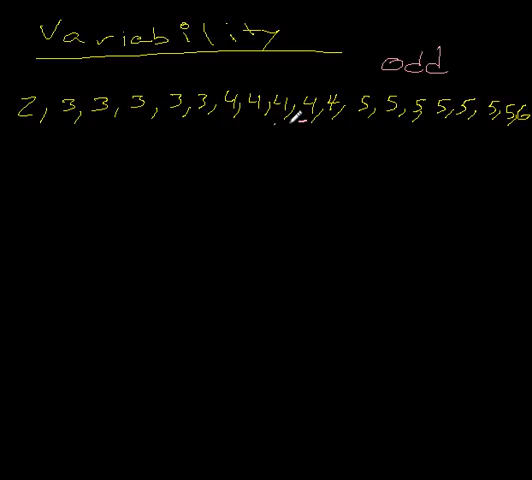 Variability
odd
2, 3, 3, 3, 3, 3, 4, 4, 4, 4, 4, 5, 5, 5 5, 5, 5, 5, 6